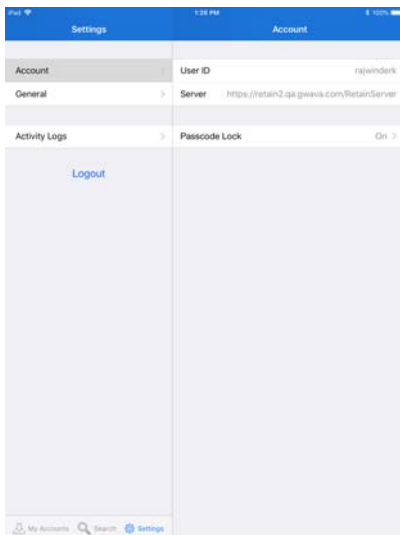 iPad 1:26 PM 100%
Settings
Account
Account
General
Activity Logs
Logout
User ID rajwinderk
Server https://retain2.qa.gwava.com/RetainServer
Passcode Lock On
My Accounts Search Settings